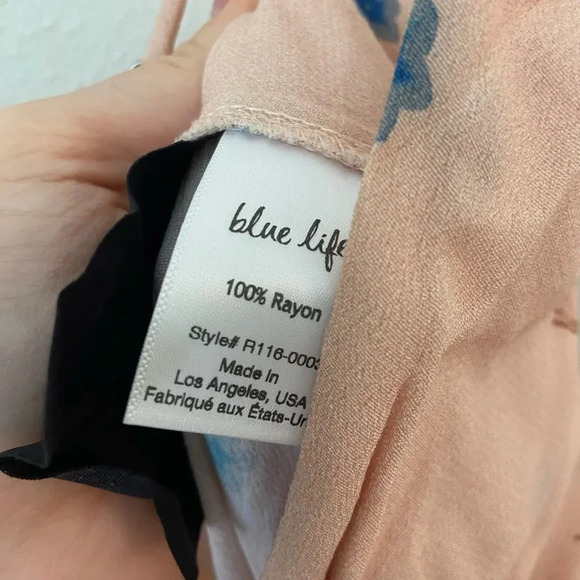 blue life
100% Rayon
Style# R116-0003
Made In
Los Angeles, USA
Fabriqué aux États-Un